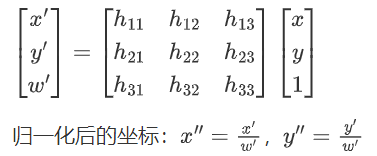 [x′ y′ w′] = [h₁₁ h₁₂ h₁₃; h₂₁ h₂₂ h₂₃; h₃₁ h₃₂ h₃₃] [x y 1]
归一化后的坐标：x″ = x′/w′，y″ = y′/w′